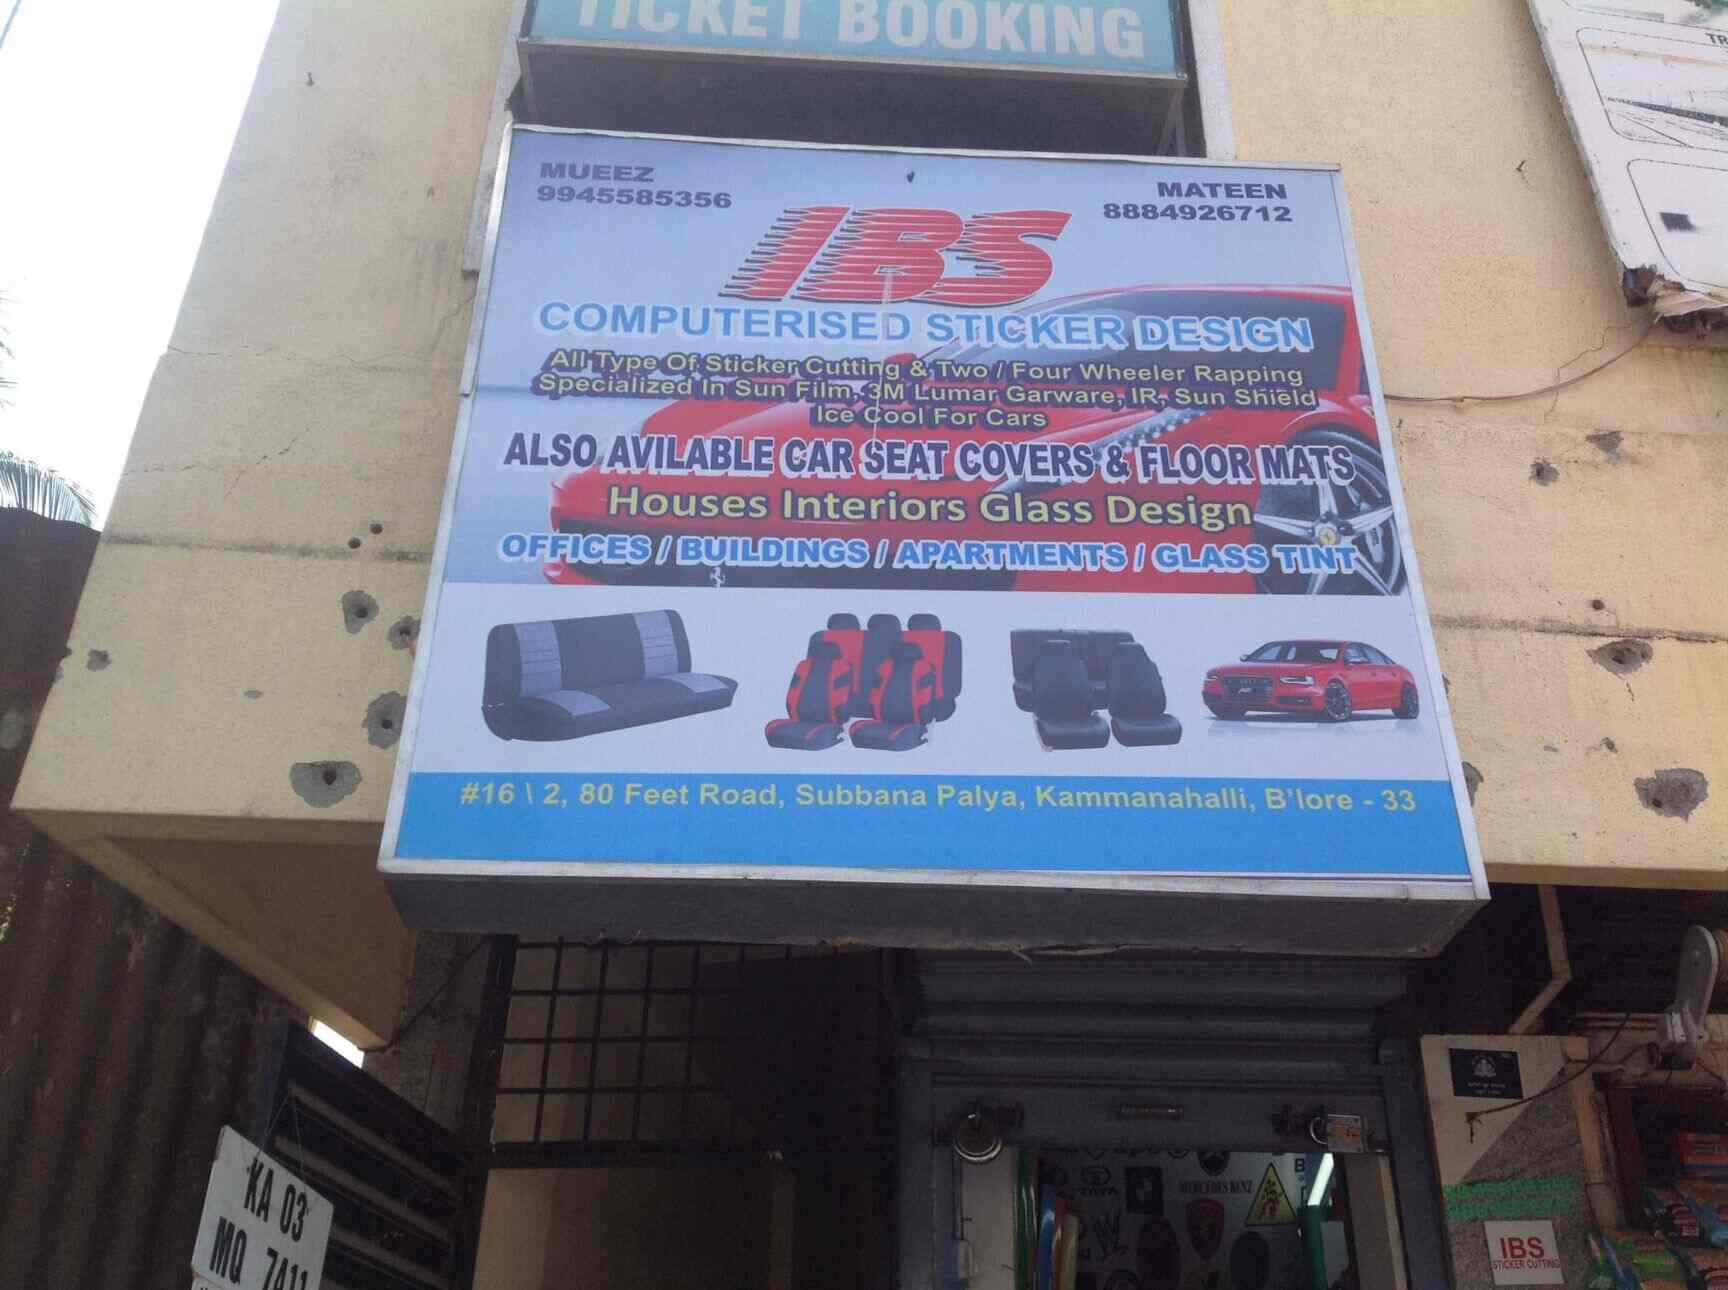 TICKET BOOKING
MUEEZ
9945585356
MATEEN
8884926712
IBS
COMPUTERISED STICKER DESIGN
All Type Of Sticker Cutting & Two / Four Wheeler Rapping
Specialized In Sun Film, 3M Lumar Garware, IR, Sun Shield
Ice Cool For Cars
ALSO AVILABLE CAR SEAT COVERS & FLOOR MATS
Houses Interiors Glass Design
OFFICES / BUILDINGS / APARTMENTS / GLASS TINT
#16 \ 2, 80 Feet Road, Subbana Palya, Kammanahalli, B'lore - 33
KA 03
MQ 7411
TATA
MERCEDES BENZ
IBS
STICKER CUTTING